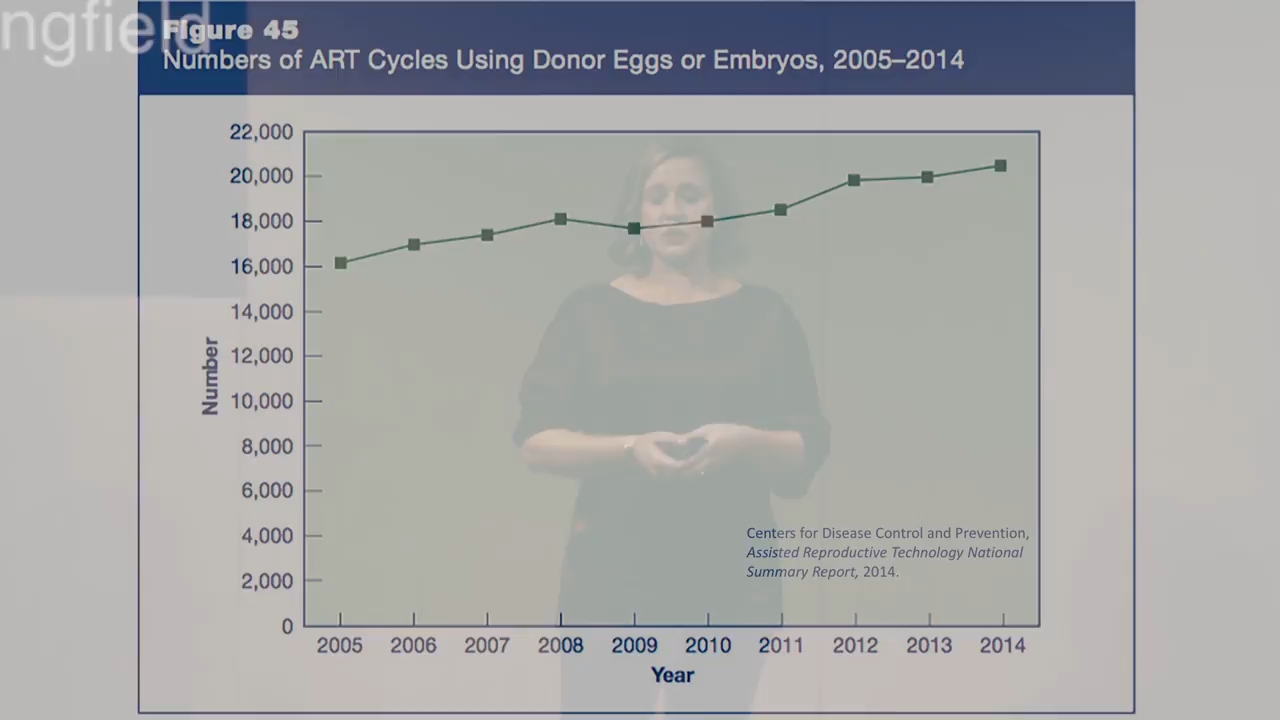 ngfield
Figure 45
Numbers of ART Cycles Using Donor Eggs or Embryos, 2005–2014
22,000
20,000
18,000
16,000
14,000
12,000
10,000
8,000
6,000
4,000
2,000
0
Number
Centers for Disease Control and Prevention,
Assisted Reproductive Technology National
Summary Report, 2014.
2005 2006 2007 2008 2009 2010 2011 2012 2013 2014
Year